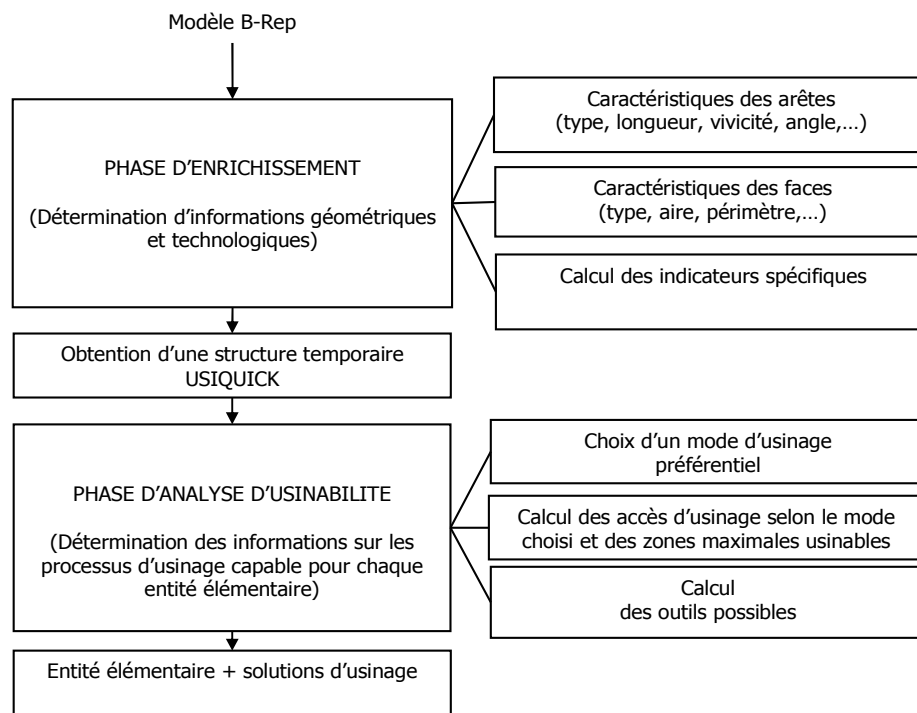 Modèle B-Rep
PHASE D'ENRICHISSEMENT
(Détermination d'informations géométriques
et technologiques)
Caractéristiques des arêtes
(type, longueur, vivicité, angle,…)
Caractéristiques des faces
(type, aire, périmètre,…)
Calcul des indicateurs spécifiques
Obtention d'une structure temporaire
USIQUICK
PHASE D'ANALYSE D'USINABILITE
(Détermination des informations sur les
processus d'usinage capable pour chaque
entité élémentaire)
Choix d'un mode d'usinage
préférentiel
Calcul des accès d'usinage selon le mode
choisi et des zones maximales usinables
Calcul
des outils possibles
Entité élémentaire + solutions d'usinage